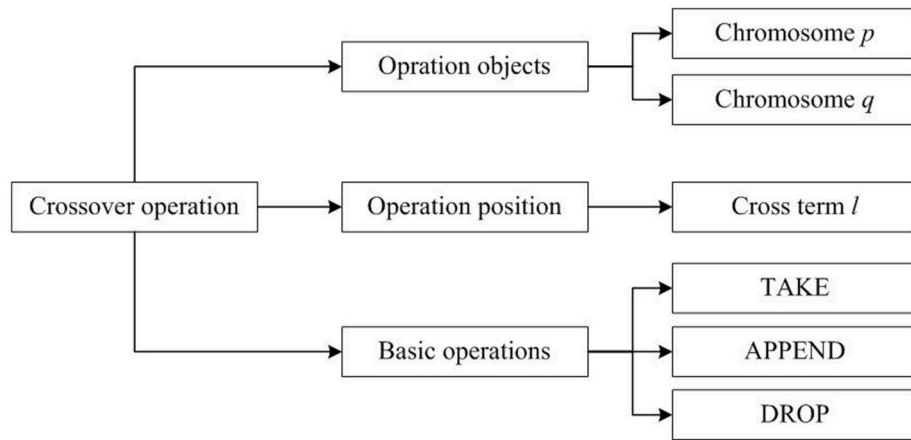 Chromosome p
Opration objects
Chromosome q
Crossover operation
Operation position
Cross term l
TAKE
Basic operations
APPEND
DROP